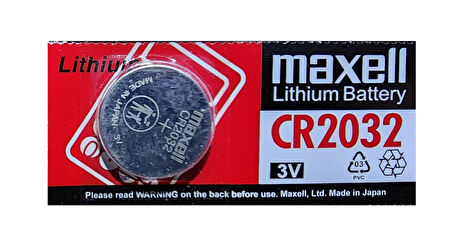 Lithium
maxell
Lithium Battery
CR2032
3V
03
PVC
MADE IN JAPAN
+
CR2032
maxell
Please read WARNING on the back before use. Maxell, Ltd. Made in Japan